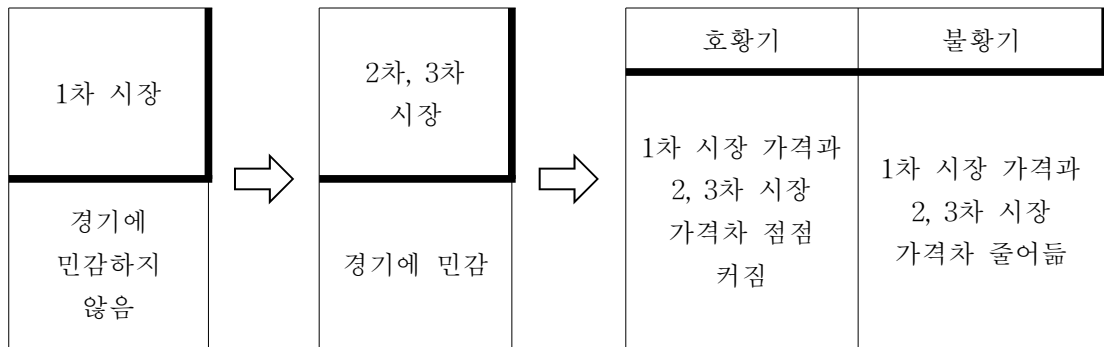 1차 시장
경기에
민감하지
않음
2차, 3차
시장
경기에 민감
호황기
불황기
1차 시장 가격과
2, 3차 시장
가격차 점점
커짐
1차 시장 가격과
2, 3차 시장
가격차 줄어듦